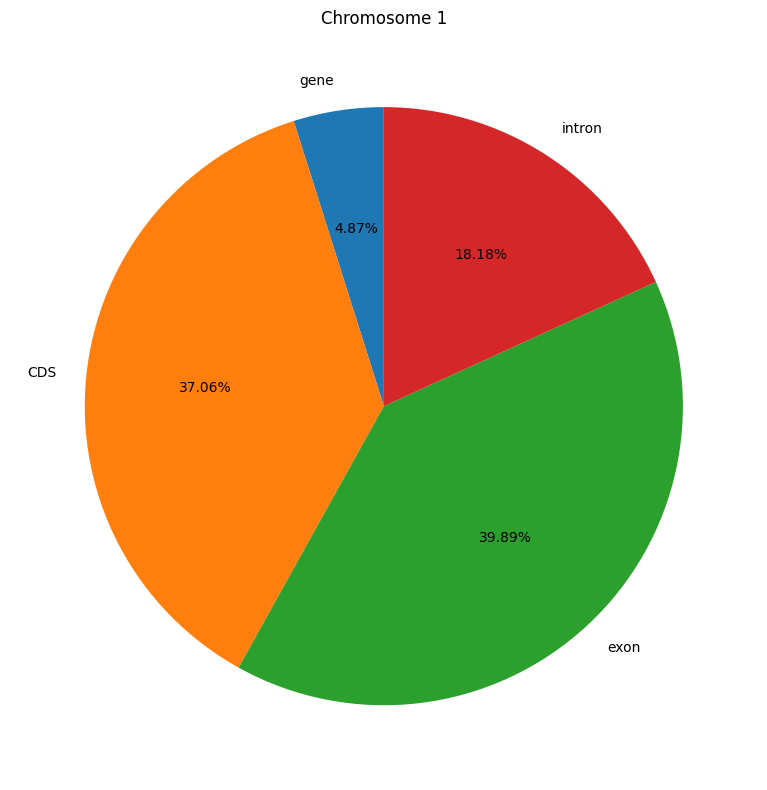 Chromosome 1
gene
intron
4.87%
18.18%
CDS
37.06%
39.89%
exon